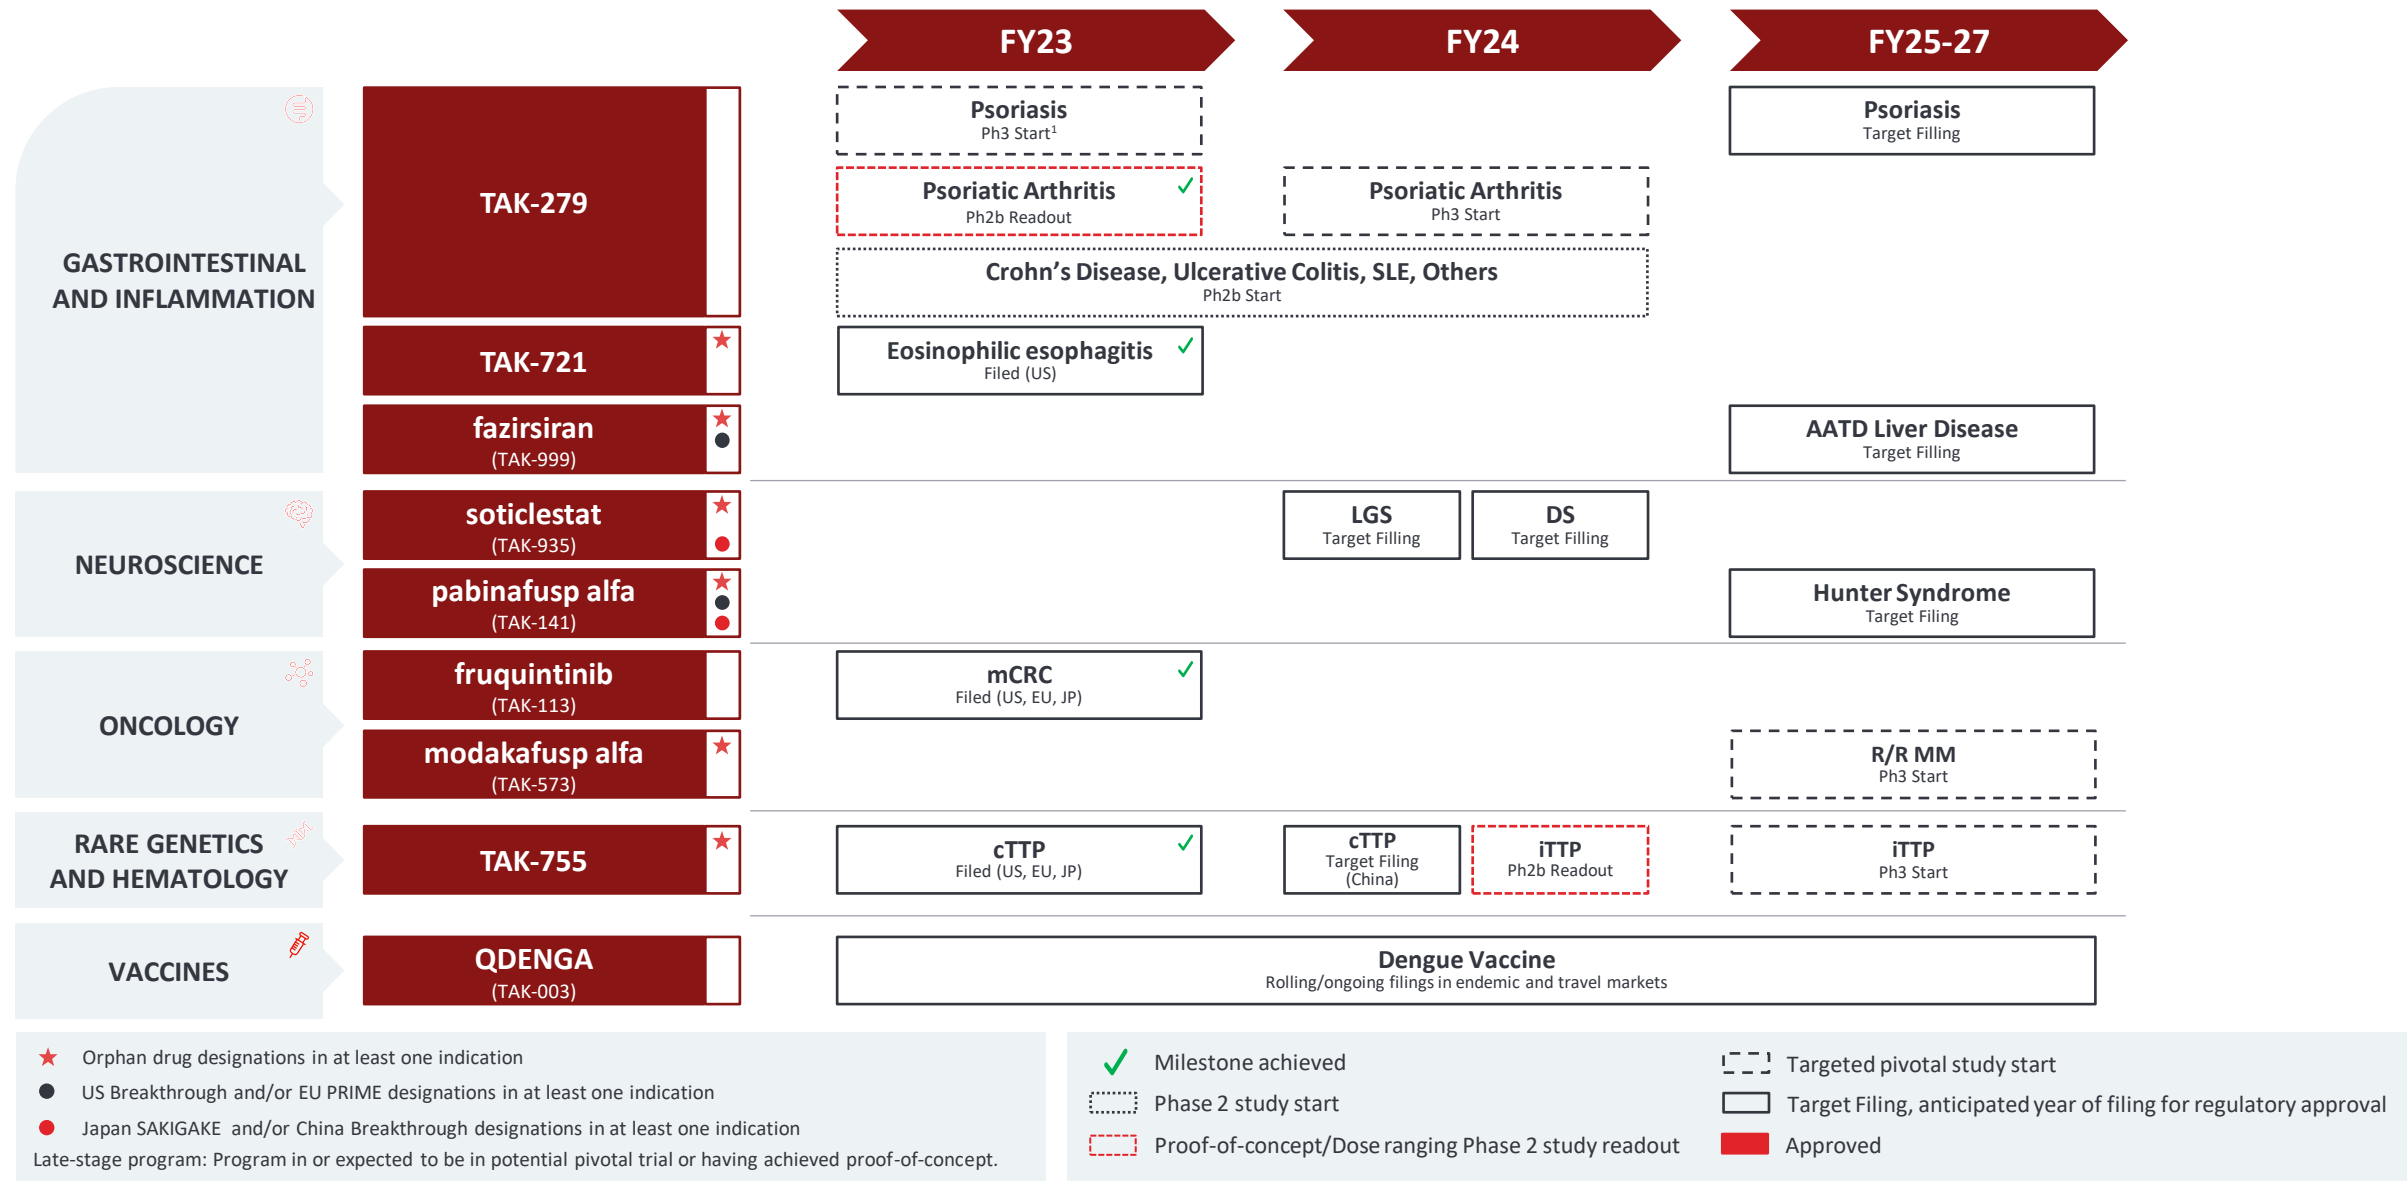 FY23
FY24
FY25-27
GASTROINTESTINAL
AND INFLAMMATION
TAK-279
Psoriasis
Ph3 Start¹
Psoriasis
Target Filling
Psoriatic Arthritis
Ph2b Readout
Psoriatic Arthritis
Ph3 Start
Crohn’s Disease, Ulcerative Colitis, SLE, Others
Ph2b Start
TAK-721
Eosinophilic esophagitis
Filed (US)
fazirsiran
(TAK-999)
AATD Liver Disease
Target Filling
NEUROSCIENCE
soticlestat
(TAK-935)
LGS
Target Filling
DS
Target Filling
pabinafusp alfa
(TAK-141)
Hunter Syndrome
Target Filing
ONCOLOGY
fruquintinib
(TAK-113)
mCRC
Filed (US, EU, JP)
modakafusp alfa
(TAK-573)
R/R MM
Ph3 Start
RARE GENETICS
AND HEMATOLOGY
TAK-755
cTTP
Filed (US, EU, JP)
cTTP
Target Filing
(China)
iTTP
Ph2b Readout
iTTP
Ph3 Start
VACCINES
QDENGA
(TAK-003)
Dengue Vaccine
Rolling/ongoing filings in endemic and travel markets
Orphan drug designations in at least one indication
US Breakthrough and/or EU PRIME designations in at least one indication
Japan SAKIGAKE and/or China Breakthrough designations in at least one indication
Late-stage program: Program in or expected to be in potential pivotal trial or having achieved proof-of-concept.
Milestone achieved
Phase 2 study start
Proof-of-concept/Dose ranging Phase 2 study readout
Targeted pivotal study start
Target Filing, anticipated year of filing for regulatory approval
Approved